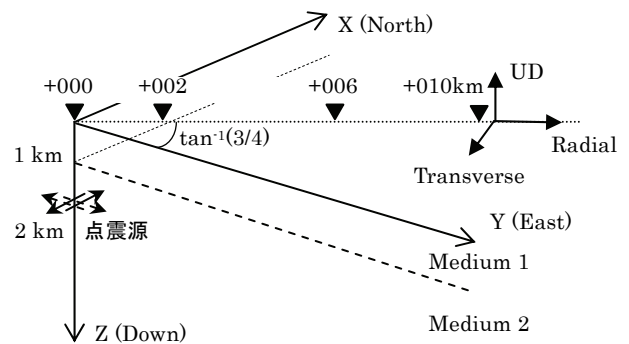 X (North)
+000
+002
+006
+010km
UD
Radial
Transverse
tan⁻¹(3/4)
1 km
2 km
点震源
Y (East)
Medium 1
Medium 2
Z (Down)